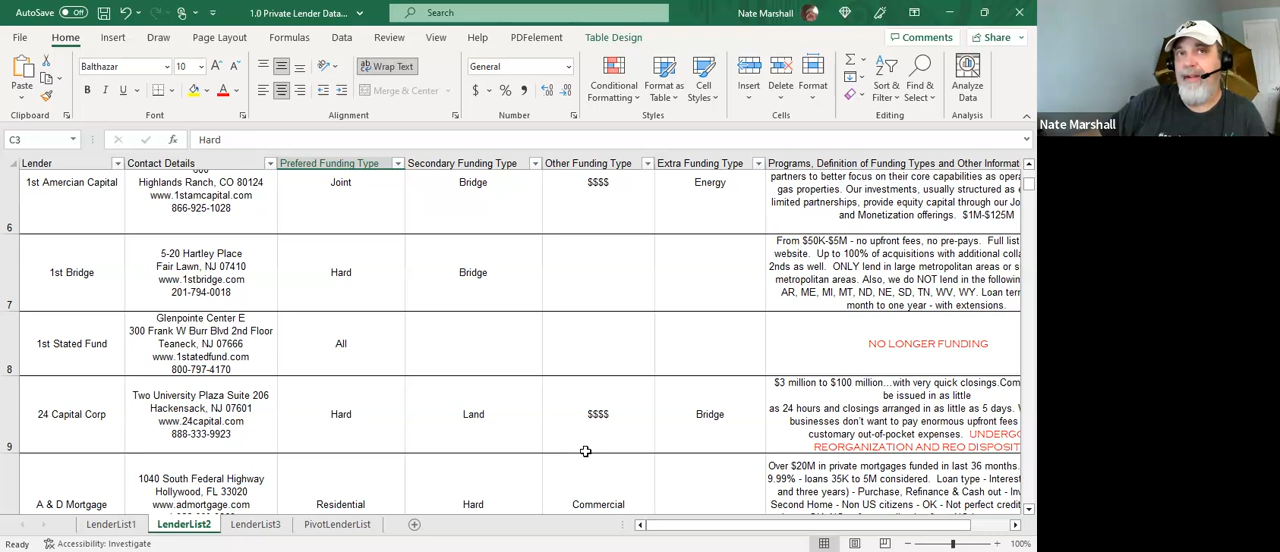 AutoSave Off 1.0 Private Lender Data... Search Nate Marshall
File Home Insert Draw Page Layout Formulas Data Review View Help PDFelement Table Design Comments Share
Balthazar 10 Wrap Text General
Paste B I U A Merge & Center $ % Conditional Formatting Format as Table Cell Styles Insert Delete Format Sort & Filter Find & Select Analyze Data
Clipboard Font Alignment Number Styles Cells Editing Analysis
C3 fx Hard
Lender Contact Details Prefered Funding Type Secondary Funding Type Other Funding Type Extra Funding Type Programs, Definition of Funding Types and Other Informat
6
1st Amercian Capital
Highlands Ranch, CO 80124
www.1stamcapital.com
866-925-1028
Joint
Bridge
$$$$
Energy
partners to better focus on their core capabilities as opera
gas properties. Our investments, usually structured as
limited partnerships, provide equity capital through our Jo
and Monetization offerings. $1M-$125M
7
1st Bridge
5-20 Hartley Place
Fair Lawn, NJ 07410
www.1stbridge.com
201-794-0018
Hard
Bridge
From $50K-$5M - no upfront fees, no pre-pays. Full list
website. Up to 100% of acquisitions with additional colla
2nds as well. ONLY lend in large metropolitan areas or s
metropolitan areas. Also, we do NOT lend in the following
AR, ME, MI, MT, ND, NE, SD, TN, WV, WY. Loan term
month to one year - with extensions.
8
1st Stated Fund
Glenpointe Center E
300 Frank W Burr Blvd 2nd Floor
Teaneck, NJ 07666
www.1statedfund.com
800-797-4170
All
NO LONGER FUNDING
9
24 Capital Corp
Two University Plaza Suite 206
Hackensack, NJ 07601
www.24capital.com
888-333-9923
Hard
Land
$$$$
Bridge
$3 million to $100 million…with very quick closings.Com
be issued in as little
as 24 hours and closings arranged in as little as 5 days. W
businesses don't want to pay enormous upfront fees
customary out-of-pocket expenses. UNDERGO
REORGANIZATION AND REO DISPOSIT
A & D Mortgage
1040 South Federal Highway
Hollywood, FL 33020
www.admortgage.com
Residential
Hard
Commercial
Over $20M in private mortgages funded in last 36 months.
9.99% - loans 35K to 5M considered. Loan type - Interes
and three years) - Purchase, Refinance & Cash out - Inv
Second Home - Non US citizens - OK - Not perfect credit
LenderList1 LenderList2 LenderList3 PivotLenderList
Ready Accessibility: Investigate 100%
Nate Marshall